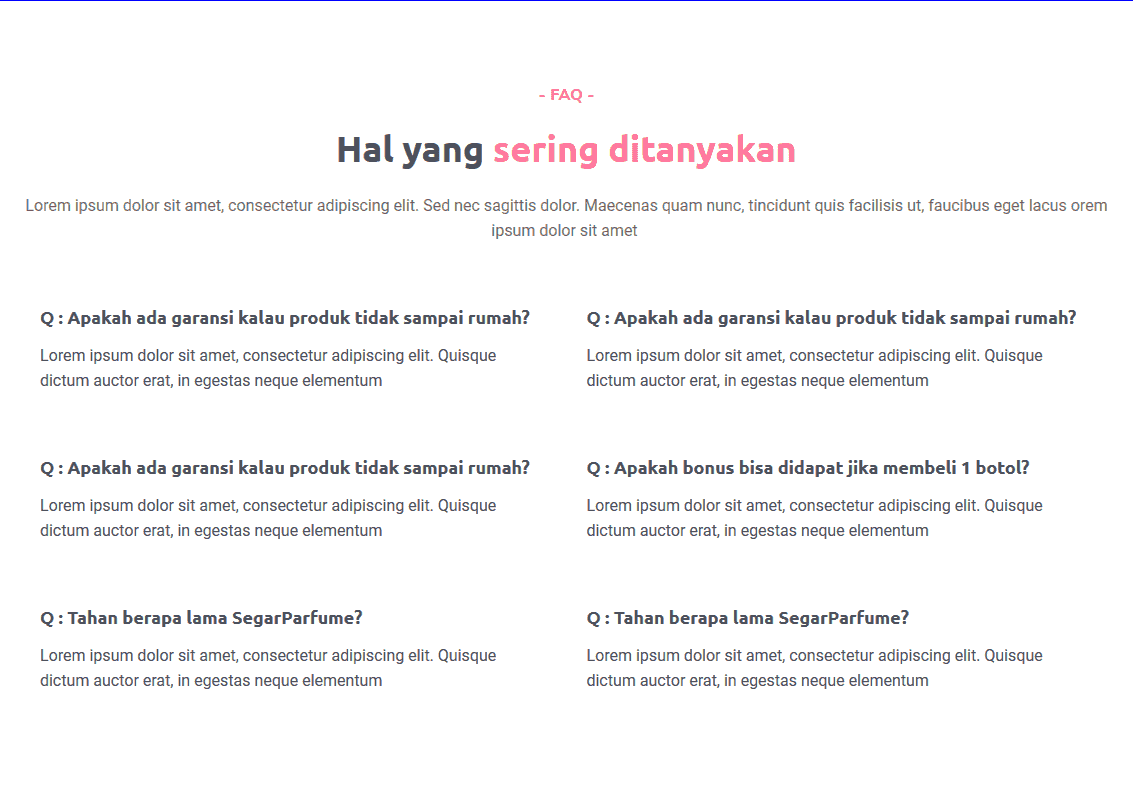 - FAQ -
Hal yang sering ditanyakan
Lorem ipsum dolor sit amet, consectetur adipiscing elit. Sed nec sagittis dolor. Maecenas quam nunc, tincidunt quis facilisis ut, faucibus eget lacus orem
ipsum dolor sit amet
Q : Apakah ada garansi kalau produk tidak sampai rumah?
Lorem ipsum dolor sit amet, consectetur adipiscing elit. Quisque
dictum auctor erat, in egestas neque elementum
Q : Apakah ada garansi kalau produk tidak sampai rumah?
Lorem ipsum dolor sit amet, consectetur adipiscing elit. Quisque
dictum auctor erat, in egestas neque elementum
Q : Apakah ada garansi kalau produk tidak sampai rumah?
Lorem ipsum dolor sit amet, consectetur adipiscing elit. Quisque
dictum auctor erat, in egestas neque elementum
Q : Apakah bonus bisa didapat jika membeli 1 botol?
Lorem ipsum dolor sit amet, consectetur adipiscing elit. Quisque
dictum auctor erat, in egestas neque elementum
Q : Tahan berapa lama SegarParfume?
Lorem ipsum dolor sit amet, consectetur adipiscing elit. Quisque
dictum auctor erat, in egestas neque elementum
Q : Tahan berapa lama SegarParfume?
Lorem ipsum dolor sit amet, consectetur adipiscing elit. Quisque
dictum auctor erat, in egestas neque elementum